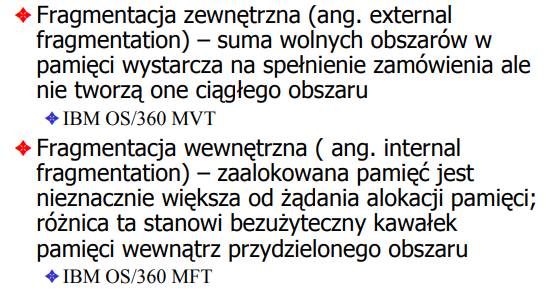 Fragmentacja zewnętrzna (ang. external
fragmentation) – suma wolnych obszarów w
pamięci wystarcza na spełnienie zamówienia ale
nie tworzą one ciągłego obszaru
IBM OS/360 MVT
Fragmentacja wewnętrzna ( ang. internal
fragmentation) – zaalokowana pamięć jest
nieznacznie większa od żądania alokacji pamięci;
różnica ta stanowi bezużyteczny kawałek
pamięci wewnątrz przydzielonego obszaru
IBM OS/360 MFT